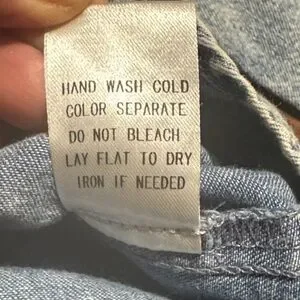 HAND WASH COLD
COLOR SEPARATE
DO NOT BLEACH
LAY FLAT TO DRY
IRON IF NEEDED